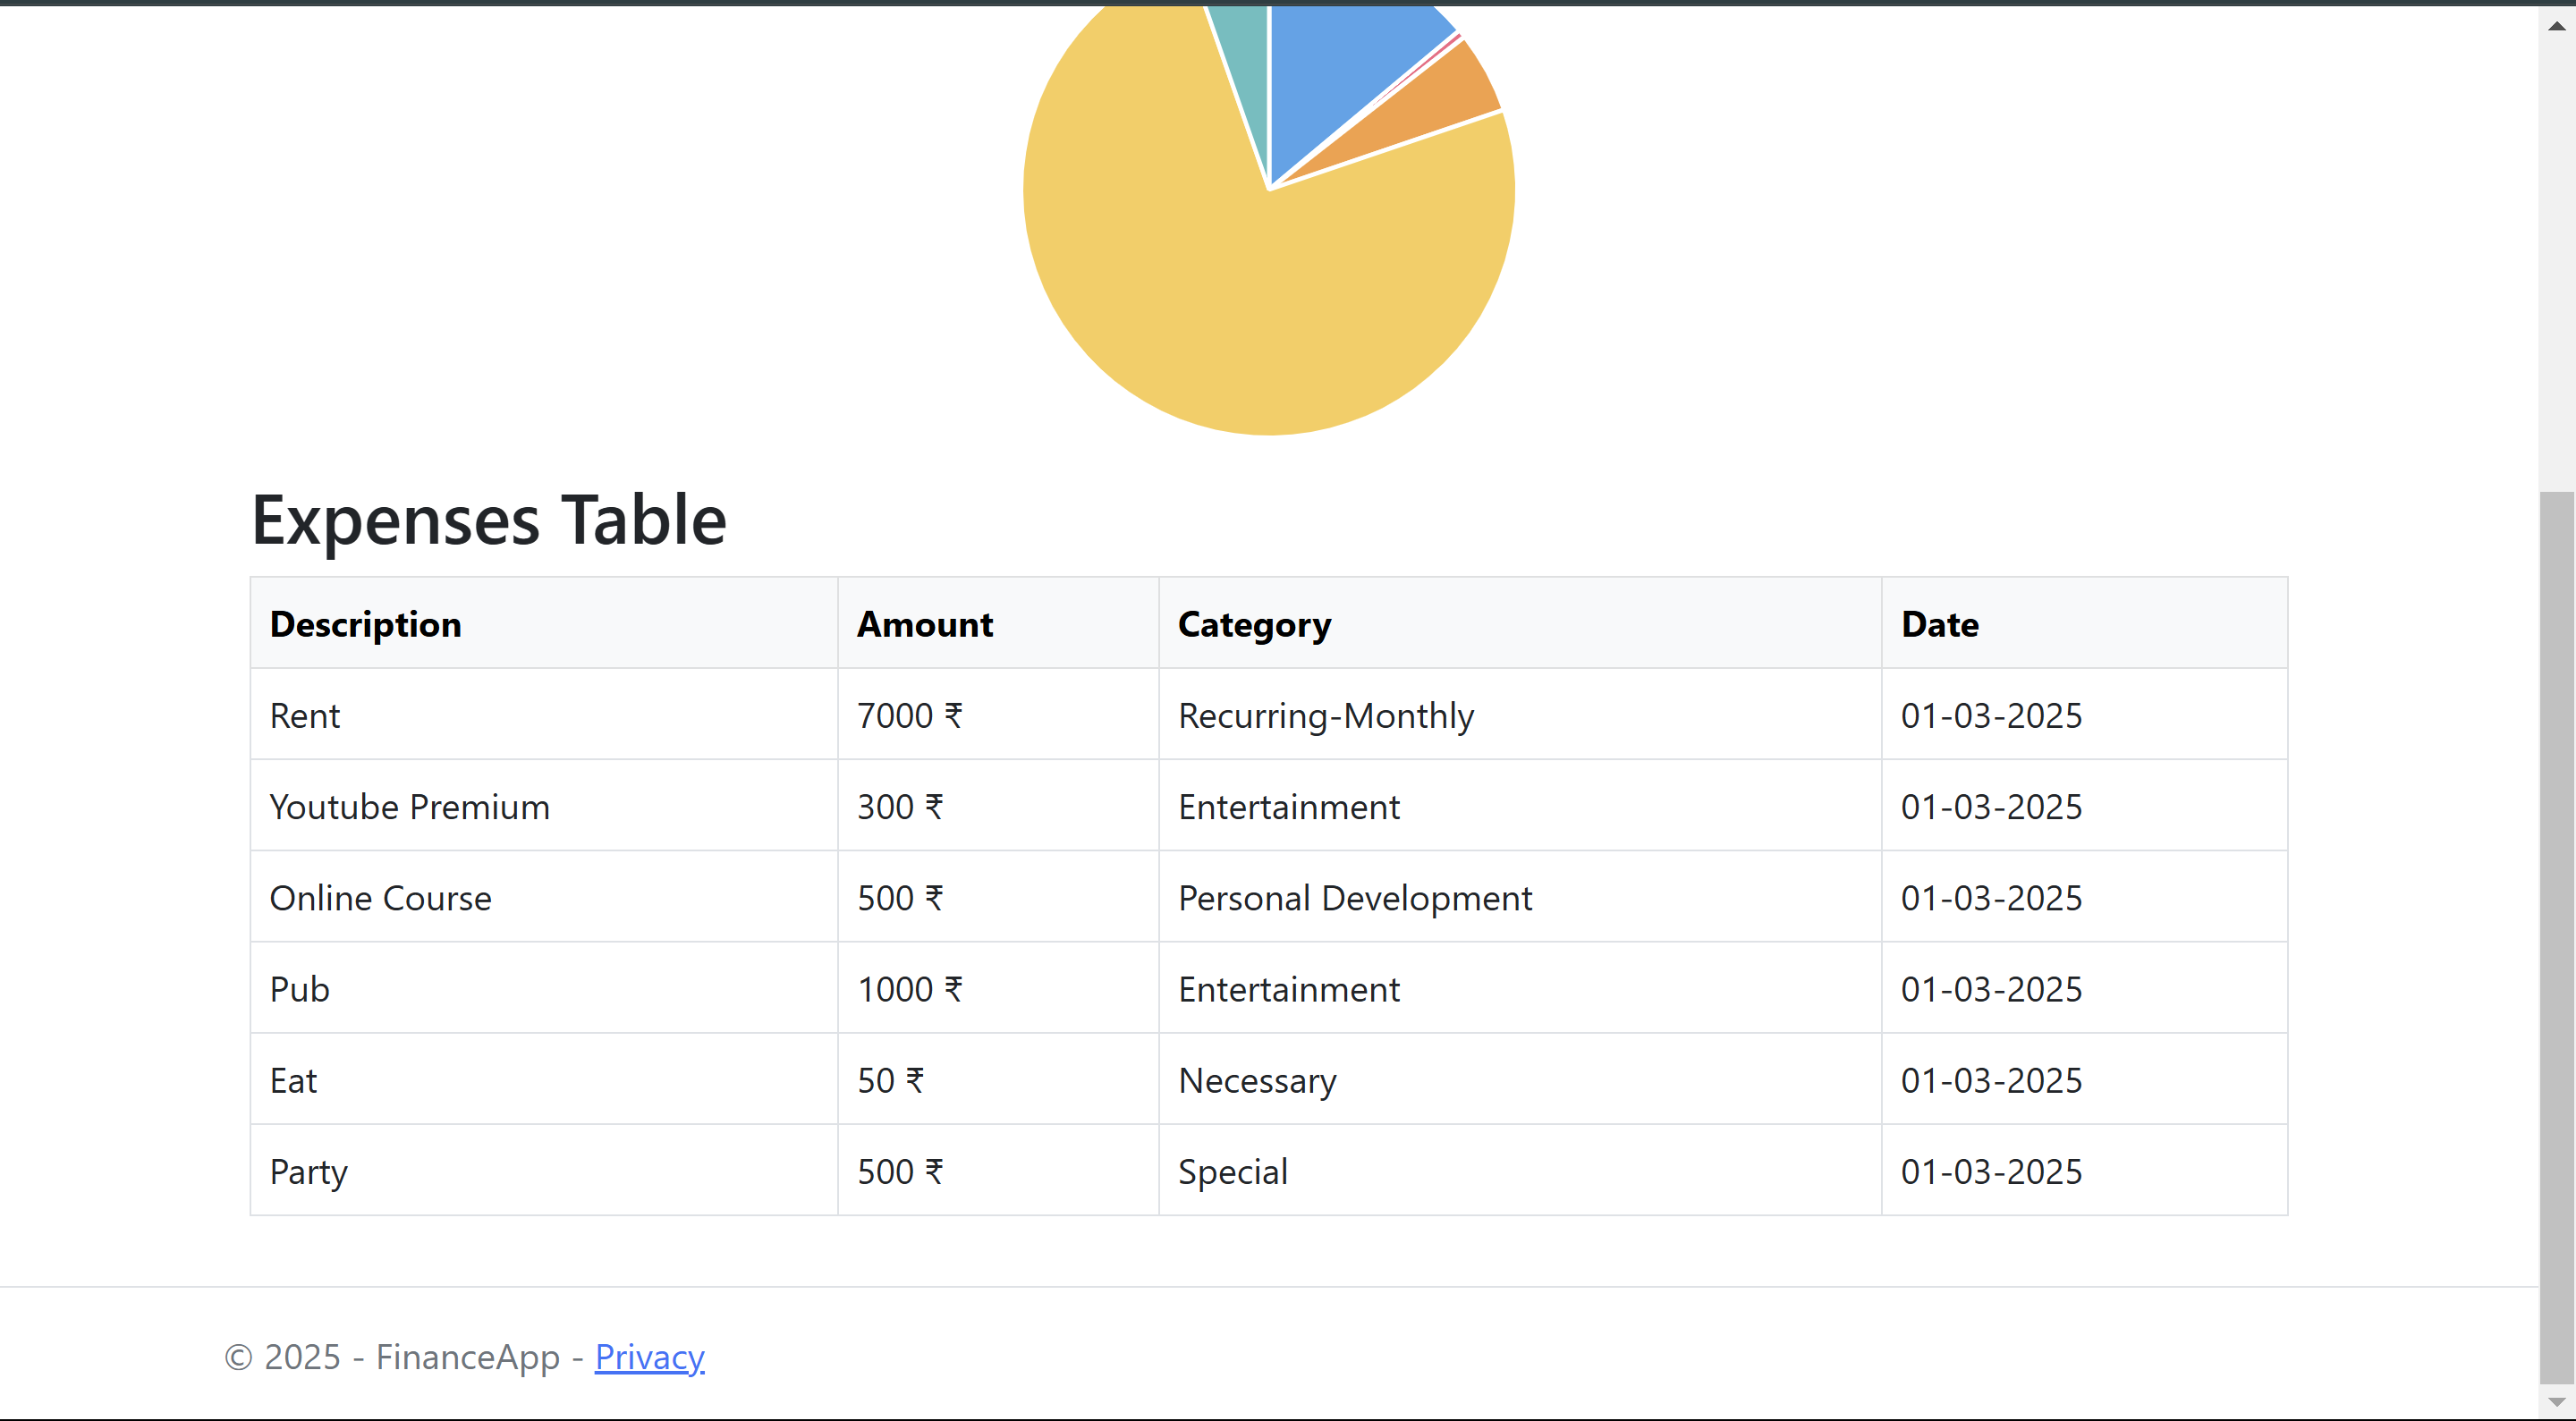 Expenses Table
Description Amount Category Date
Rent 7000 ₹ Recurring-Monthly 01-03-2025
Youtube Premium 300 ₹ Entertainment 01-03-2025
Online Course 500 ₹ Personal Development 01-03-2025
Pub 1000 ₹ Entertainment 01-03-2025
Eat 50 ₹ Necessary 01-03-2025
Party 500 ₹ Special 01-03-2025
© 2025 - FinanceApp - Privacy